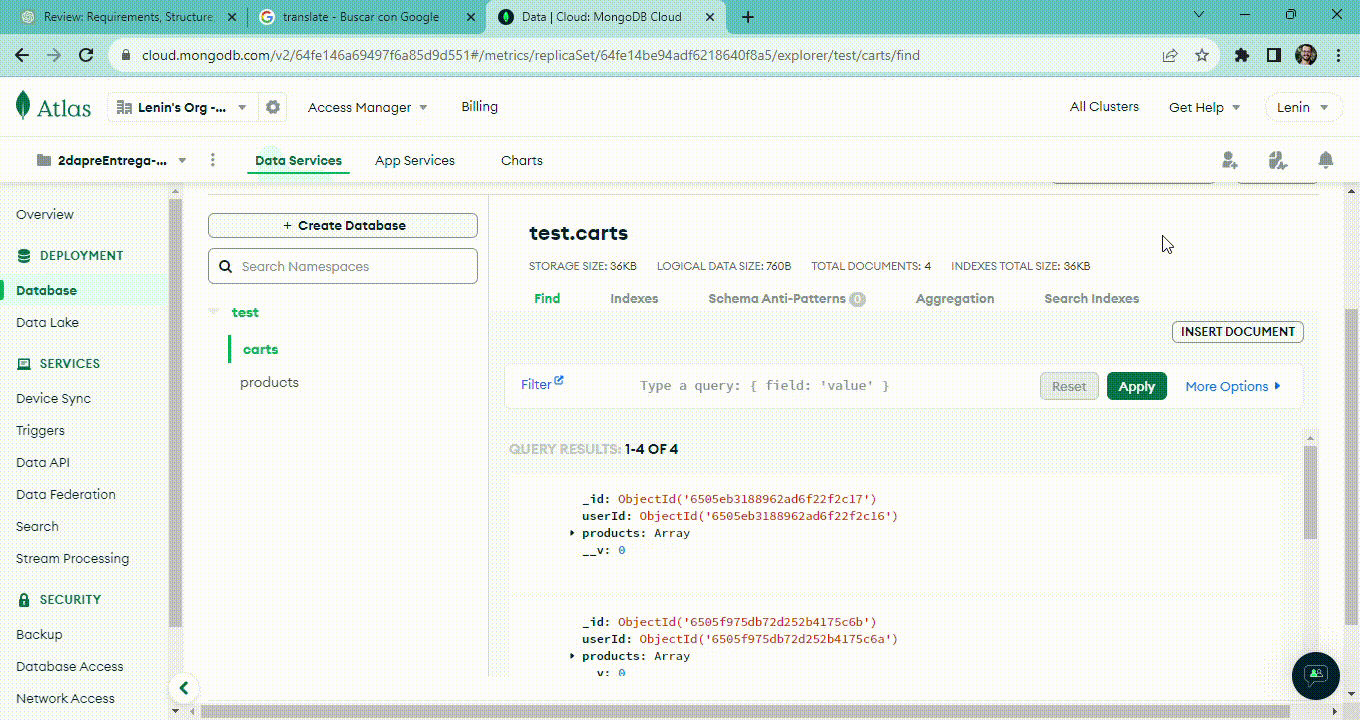 Review: Requirements, Structure,
translate - Buscar con Google
Data | Cloud: MongoDB Cloud
cloud.mongodb.com/v2/64fe146a69497f6a85d9d551#/metrics/replicaSet/64fe14be94adf6218640f8a5/explorer/test/carts/find
Atlas
Lenin's Org -...
Access Manager
Billing
All Clusters
Get Help
Lenin
2dapreEntrega-...
Data Services
App Services
Charts
Overview
DEPLOYMENT
Database
Data Lake
SERVICES
Device Sync
Triggers
Data API
Data Federation
Search
Stream Processing
SECURITY
Backup
Database Access
Network Access
+ Create Database
Search Namespaces
test
carts
products
test.carts
STORAGE SIZE: 36KB LOGICAL DATA SIZE: 760B TOTAL DOCUMENTS: 4 INDEXES TOTAL SIZE: 36KB
Find Indexes Schema Anti-Patterns 0 Aggregation Search Indexes
INSERT DOCUMENT
Filter Type a query: { field: 'value' } Reset Apply More Options
QUERY RESULTS: 1-4 OF 4
_id: ObjectId('6505eb3188962ad6f22f2c17')
userId: ObjectId('6505eb3188962ad6f22f2c16')
products: Array
__v: 0
_id: ObjectId('6505f975db72d252b4175c6b')
userId: ObjectId('6505f975db72d252b4175c6a')
products: Array
__v: 0